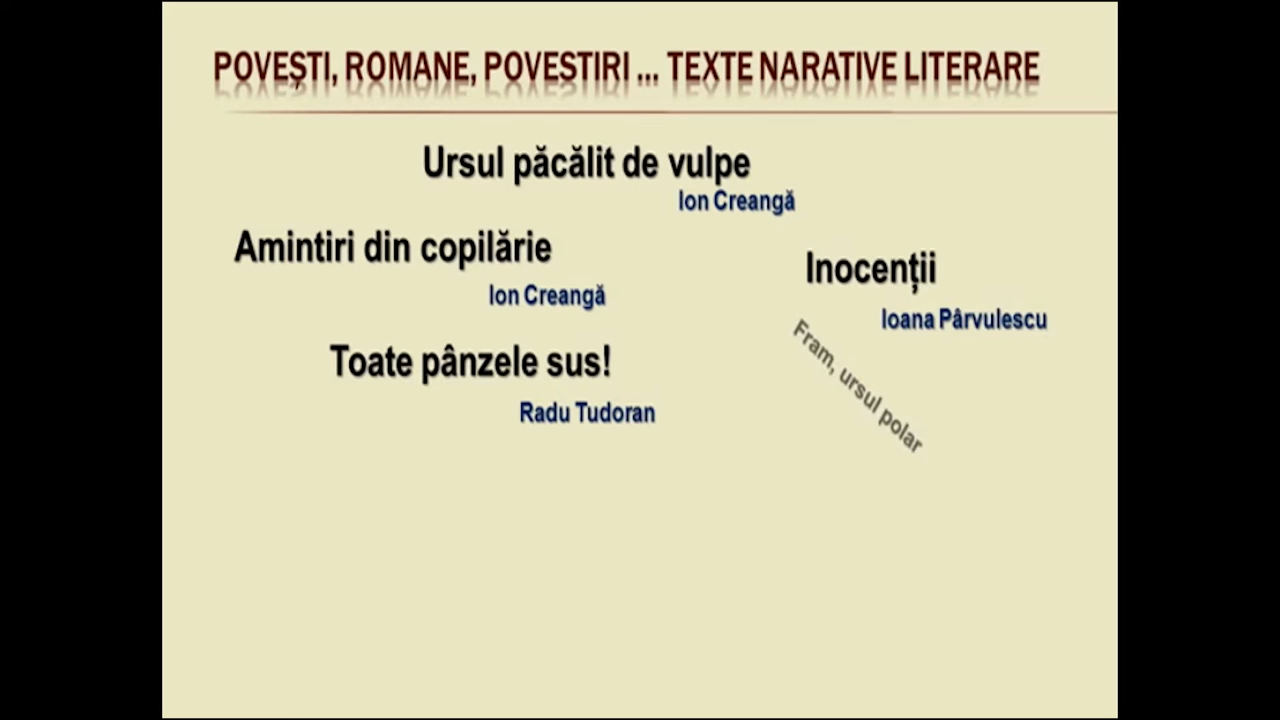 POVEȘTI, ROMANE, POVESTIRI ... TEXTE NARATIVE LITERARE
Ursul păcălit de vulpe
Ion Creangă
Amintiri din copilărie
Ion Creangă
Inocenții
Ioana Pârvulescu
Toate pânzele sus!
Radu Tudoran
Fram, ursul polar